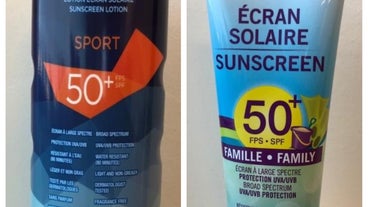 LOTION ÉCRAN SOLAIRE
SUNSCREEN LOTION
SPORT
50+ FPS SPF
ÉCRAN À LARGE SPECTRE BROAD SPECTRUM
PROTECTION UVA/UVB UVA/UVB PROTECTION
RÉSISTANT À L'EAU WATER RESISTANT
(80 MINUTES) (80 MINUTES)
LÉGER ET NON GRAS LIGHT AND NON-GREASY
TESTÉ PAR LES DERMATOLOGIST
DERMATOLOGUES TESTED
SANS PARFUM FRAGRANCE FREE
ÉCRAN
SOLAIRE
SUNSCREEN
50+
FPS • SPF
FAMILLE • FAMILY
ÉCRAN À LARGE SPECTRE
PROTECTION UVA/UVB
BROAD SPECTRUM
UVA/UVB PROTECTION